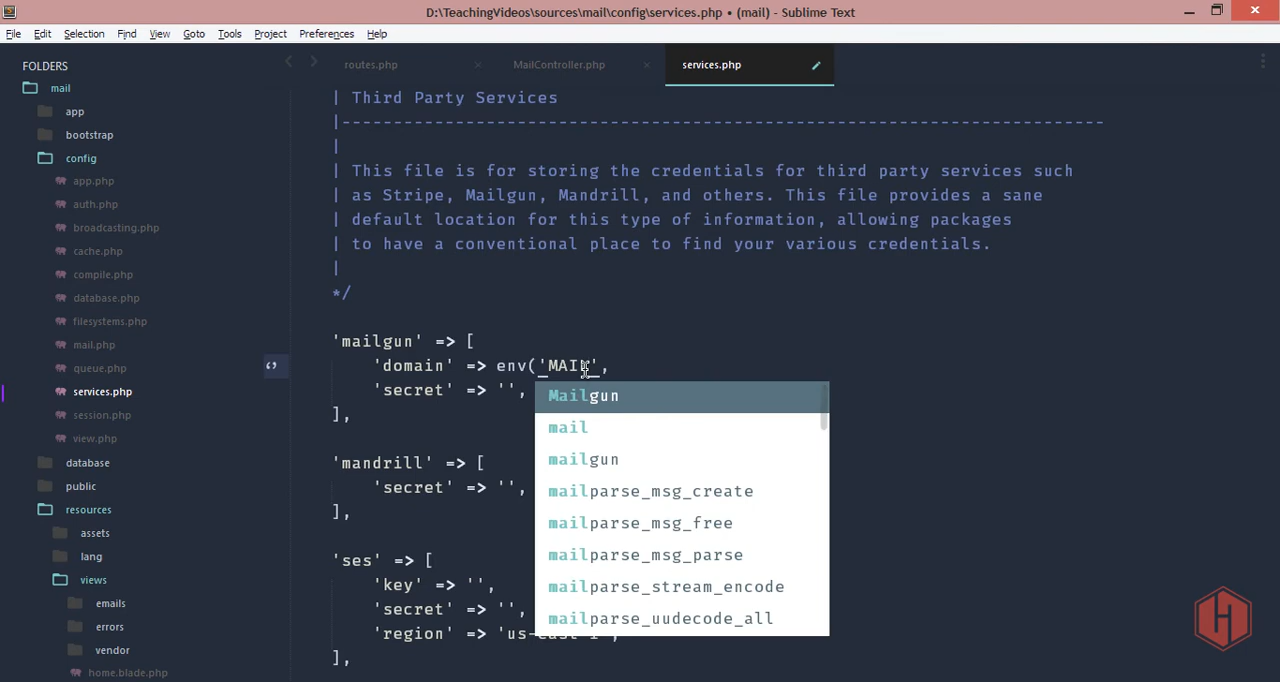 D:\TeachingVideos\sources\mail\config\services.php • (mail) - Sublime Text
File Edit Selection Find View Goto Tools Project Preferences Help
FOLDERS
mail
app
bootstrap
config
app.php
auth.php
broadcasting.php
cache.php
compile.php
database.php
filesystems.php
mail.php
queue.php
services.php
session.php
view.php
database
public
resources
assets
lang
views
emails
errors
vendor
home.blade.php
routes.php × MailController.php × services.php
| Third Party Services
|--------------------------------------------------------------------------
|
| This file is for storing the credentials for third party services such
| as Stripe, Mailgun, Mandrill, and others. This file provides a sane
| default location for this type of information, allowing packages
| to have a conventional place to find your various credentials.
|
*/
'mailgun' => [
'domain' => env('MAIL',
'secret' => '',
],
'mandrill' => [
'secret' => '',
],
'ses' => [
'key' => '',
'secret' => '',
'region' => 'us-east-1',
],
Mailgun
mail
mailgun
mailparse_msg_create
mailparse_msg_free
mailparse_msg_parse
mailparse_stream_encode
mailparse_uudecode_all